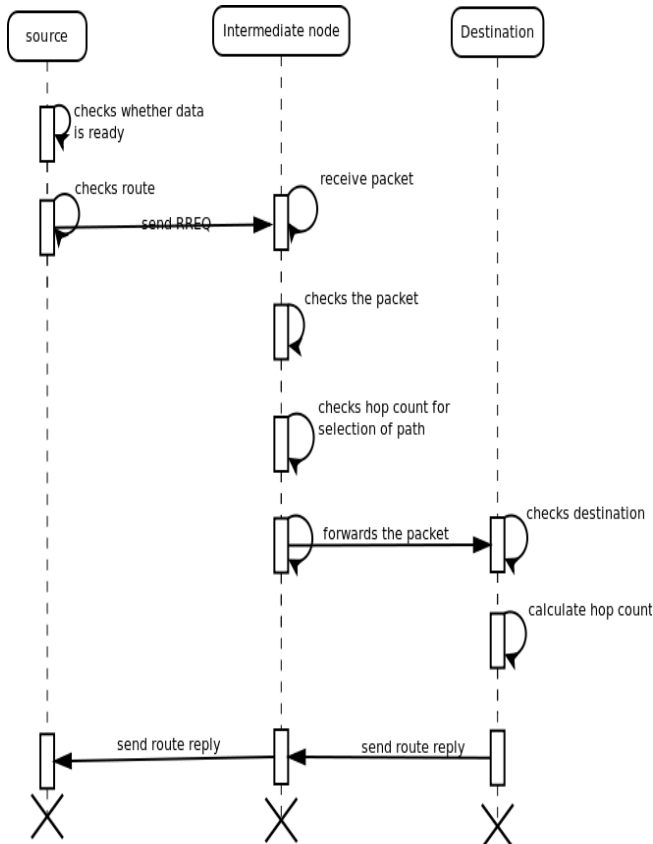 source
Intermediate node
Destination
checks whether data
is ready
receive packet
checks route
send RREQ
checks the packet
checks hop count for
selection of path
checks destination
forwards the packet
calculate hop count
send route reply
send route reply